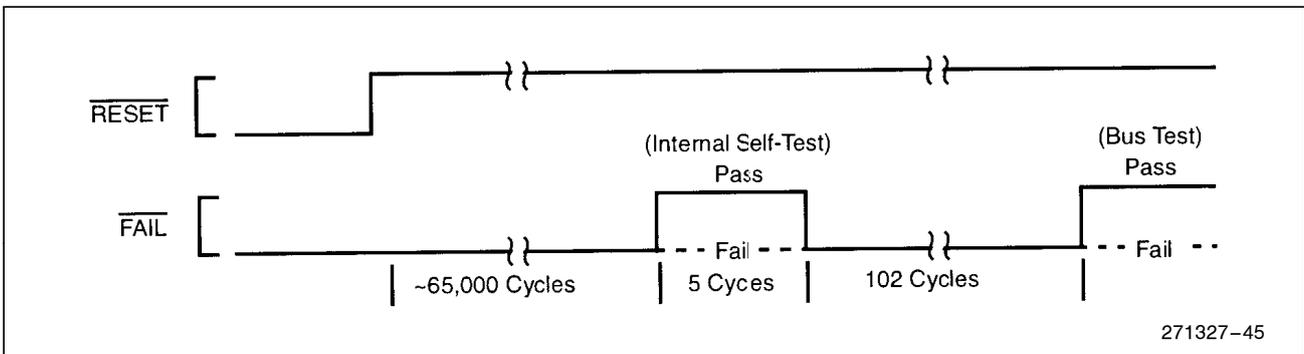 RESET
(Internal Self-Test)
Pass
(Bus Test)
Pass
FAIL
Fail
Fail
~65,000 Cycles
5 Cyces
102 Cycles
271327-45